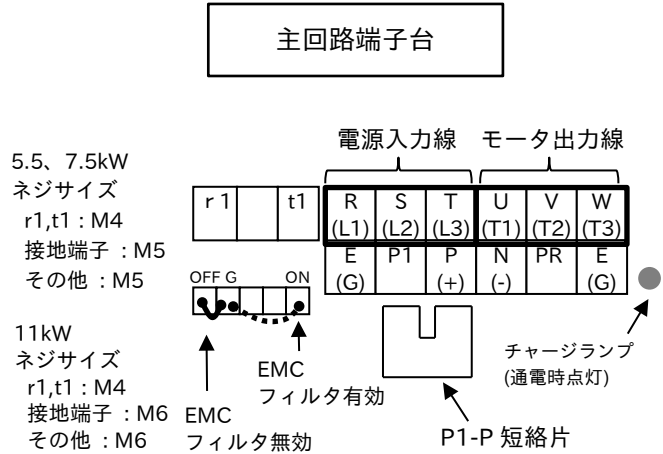 主回路端子台
電源入力線 モータ出力線
5.5、7.5kW
ネジサイズ
r1,t1：M4
接地端子：M5
その他：M5
r 1 t1 R S T U V W
(L1) (L2) (L3) (T1) (T2) (T3)
E P1 P N PR E
(G) (+) (-) (G)
OFF G ON
11kW
ネジサイズ
r1,t1：M4
接地端子：M6
その他：M6
EMC
フィルタ無効
EMC
フィルタ有効
P1-P 短絡片
チャージランプ
(通電時点灯)